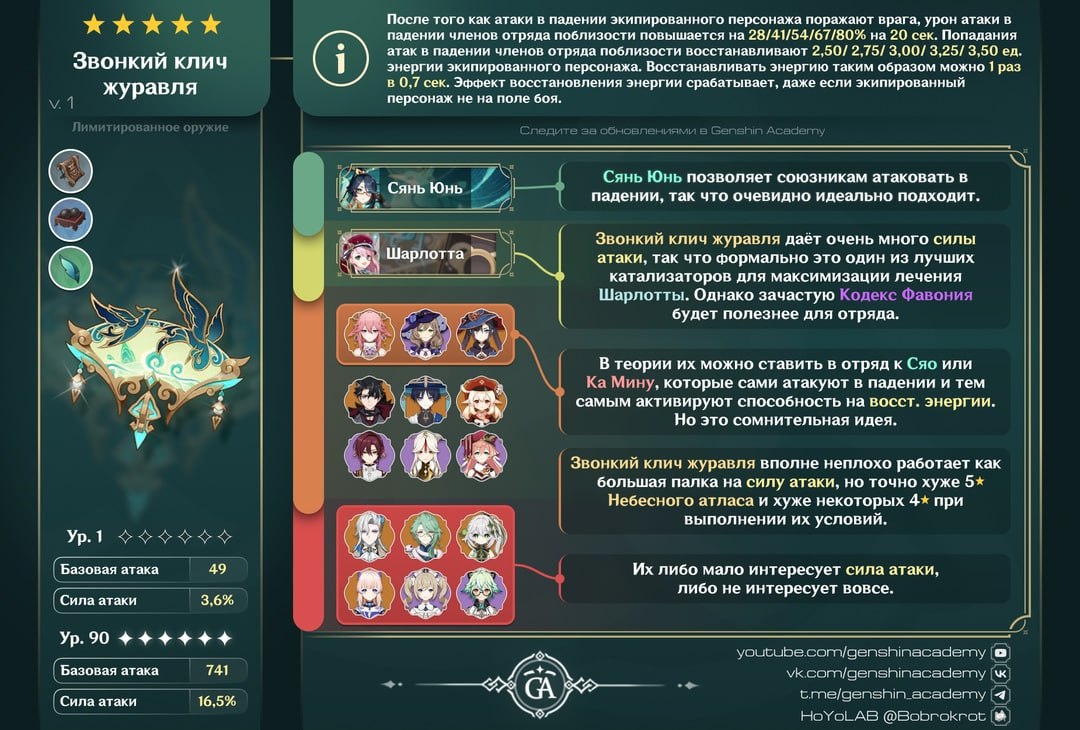 Звонкий клич
журавля
v. 1
Лимитированное оружие
После того как атаки в падении экипированного персонажа поражают врага, урон атаки в
падении членов отряда поблизости повышается на 28/41/54/67/80% на 20 сек. Попадания
атак в падении членов отряда поблизости восстанавливают 2,50/ 2,75/ 3,00/ 3,25/ 3,50 ед.
энергии экипированного персонажа. Восстанавливать энергию таким образом можно 1 раз
в 0,7 сек. Эффект восстановления энергии срабатывает, даже если экипированный
персонаж не на поле боя.
Следите за обновлениями в Genshin Academy
Сянь Юнь
Сянь Юнь позволяет союзникам атаковать в
падении, так что очевидно идеально подходит.
Шарлотта
Звонкий клич журавля даёт очень много силы
атаки, так что формально это один из лучших
катализаторов для максимизации лечения
Шарлотты. Однако зачастую Кодекс Фавония
будет полезнее для отряда.
В теории их можно ставить в отряд к Сяо или
Ка Мину, которые сами атакуют в падении и тем
самым активируют способность на восст. энергии.
Но это сомнительная идея.
Звонкий клич журавля вполне неплохо работает как
большая палка на силу атаки, но точно хуже 5★
Небесного атласа и хуже некоторых 4★ при
выполнении их условий.
Их либо мало интересует сила атаки,
либо не интересует вовсе.
Ур. 1
Базовая атака 49
Сила атаки 3,6%
Ур. 90
Базовая атака 741
Сила атаки 16,5%
GA
youtube.com/genshinacademy
vk.com/genshinacademy
t.me/genshin_academy
HoYoLAB @Bobrokrot